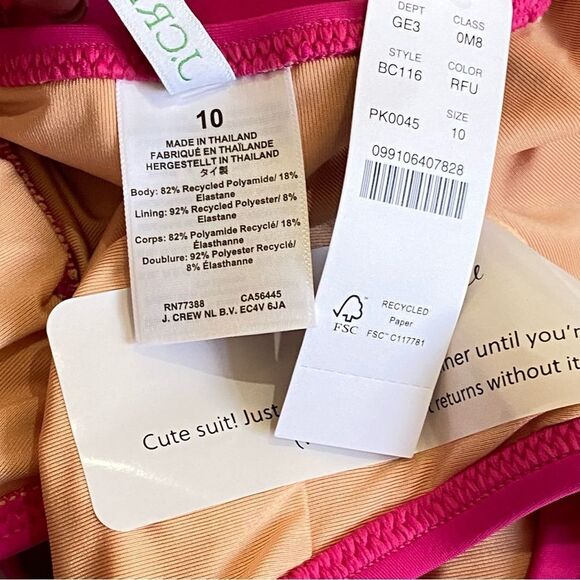 J.CR
10
MADE IN THAILAND
FABRIQUÉ EN THAÏLANDE
HERGESTELLT IN THAILAND
タイ製
Body: 82% Recycled Polyamide/ 18%
Elastane
Lining: 92% Recycled Polyester/ 8%
Elastane
Corps: 82% Polyamide Recyclé/ 18%
Élasthanne
Doublure: 92% Polyester Recyclé/
8% Élasthanne
RN77388 CA56445
J. CREW NL B.V. EC4V 6JA
DEPT CLASS
GE3 0M8
STYLE COLOR
BC116 RFU
SIZE
PK0045 10
099106407828
FSC
RECYCLED
Paper
FSC™ C117781
Cute suit! Just until you'r
returns without it